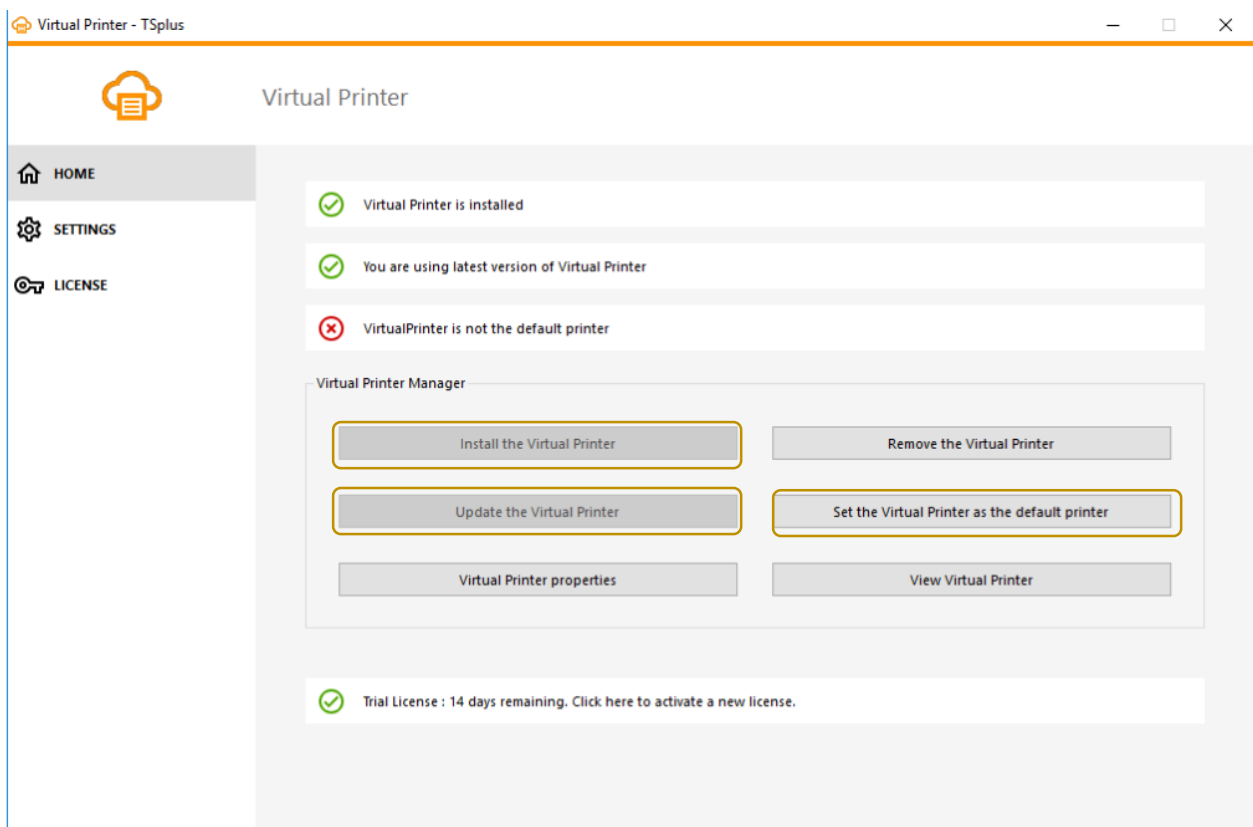 Virtual Printer - TSplus
Virtual Printer
HOME
SETTINGS
LICENSE
Virtual Printer is installed
You are using latest version of Virtual Printer
VirtualPrinter is not the default printer
Virtual Printer Manager
Install the Virtual Printer
Remove the Virtual Printer
Update the Virtual Printer
Set the Virtual Printer as the default printer
Virtual Printer properties
View Virtual Printer
Trial License : 14 days remaining. Click here to activate a new license.